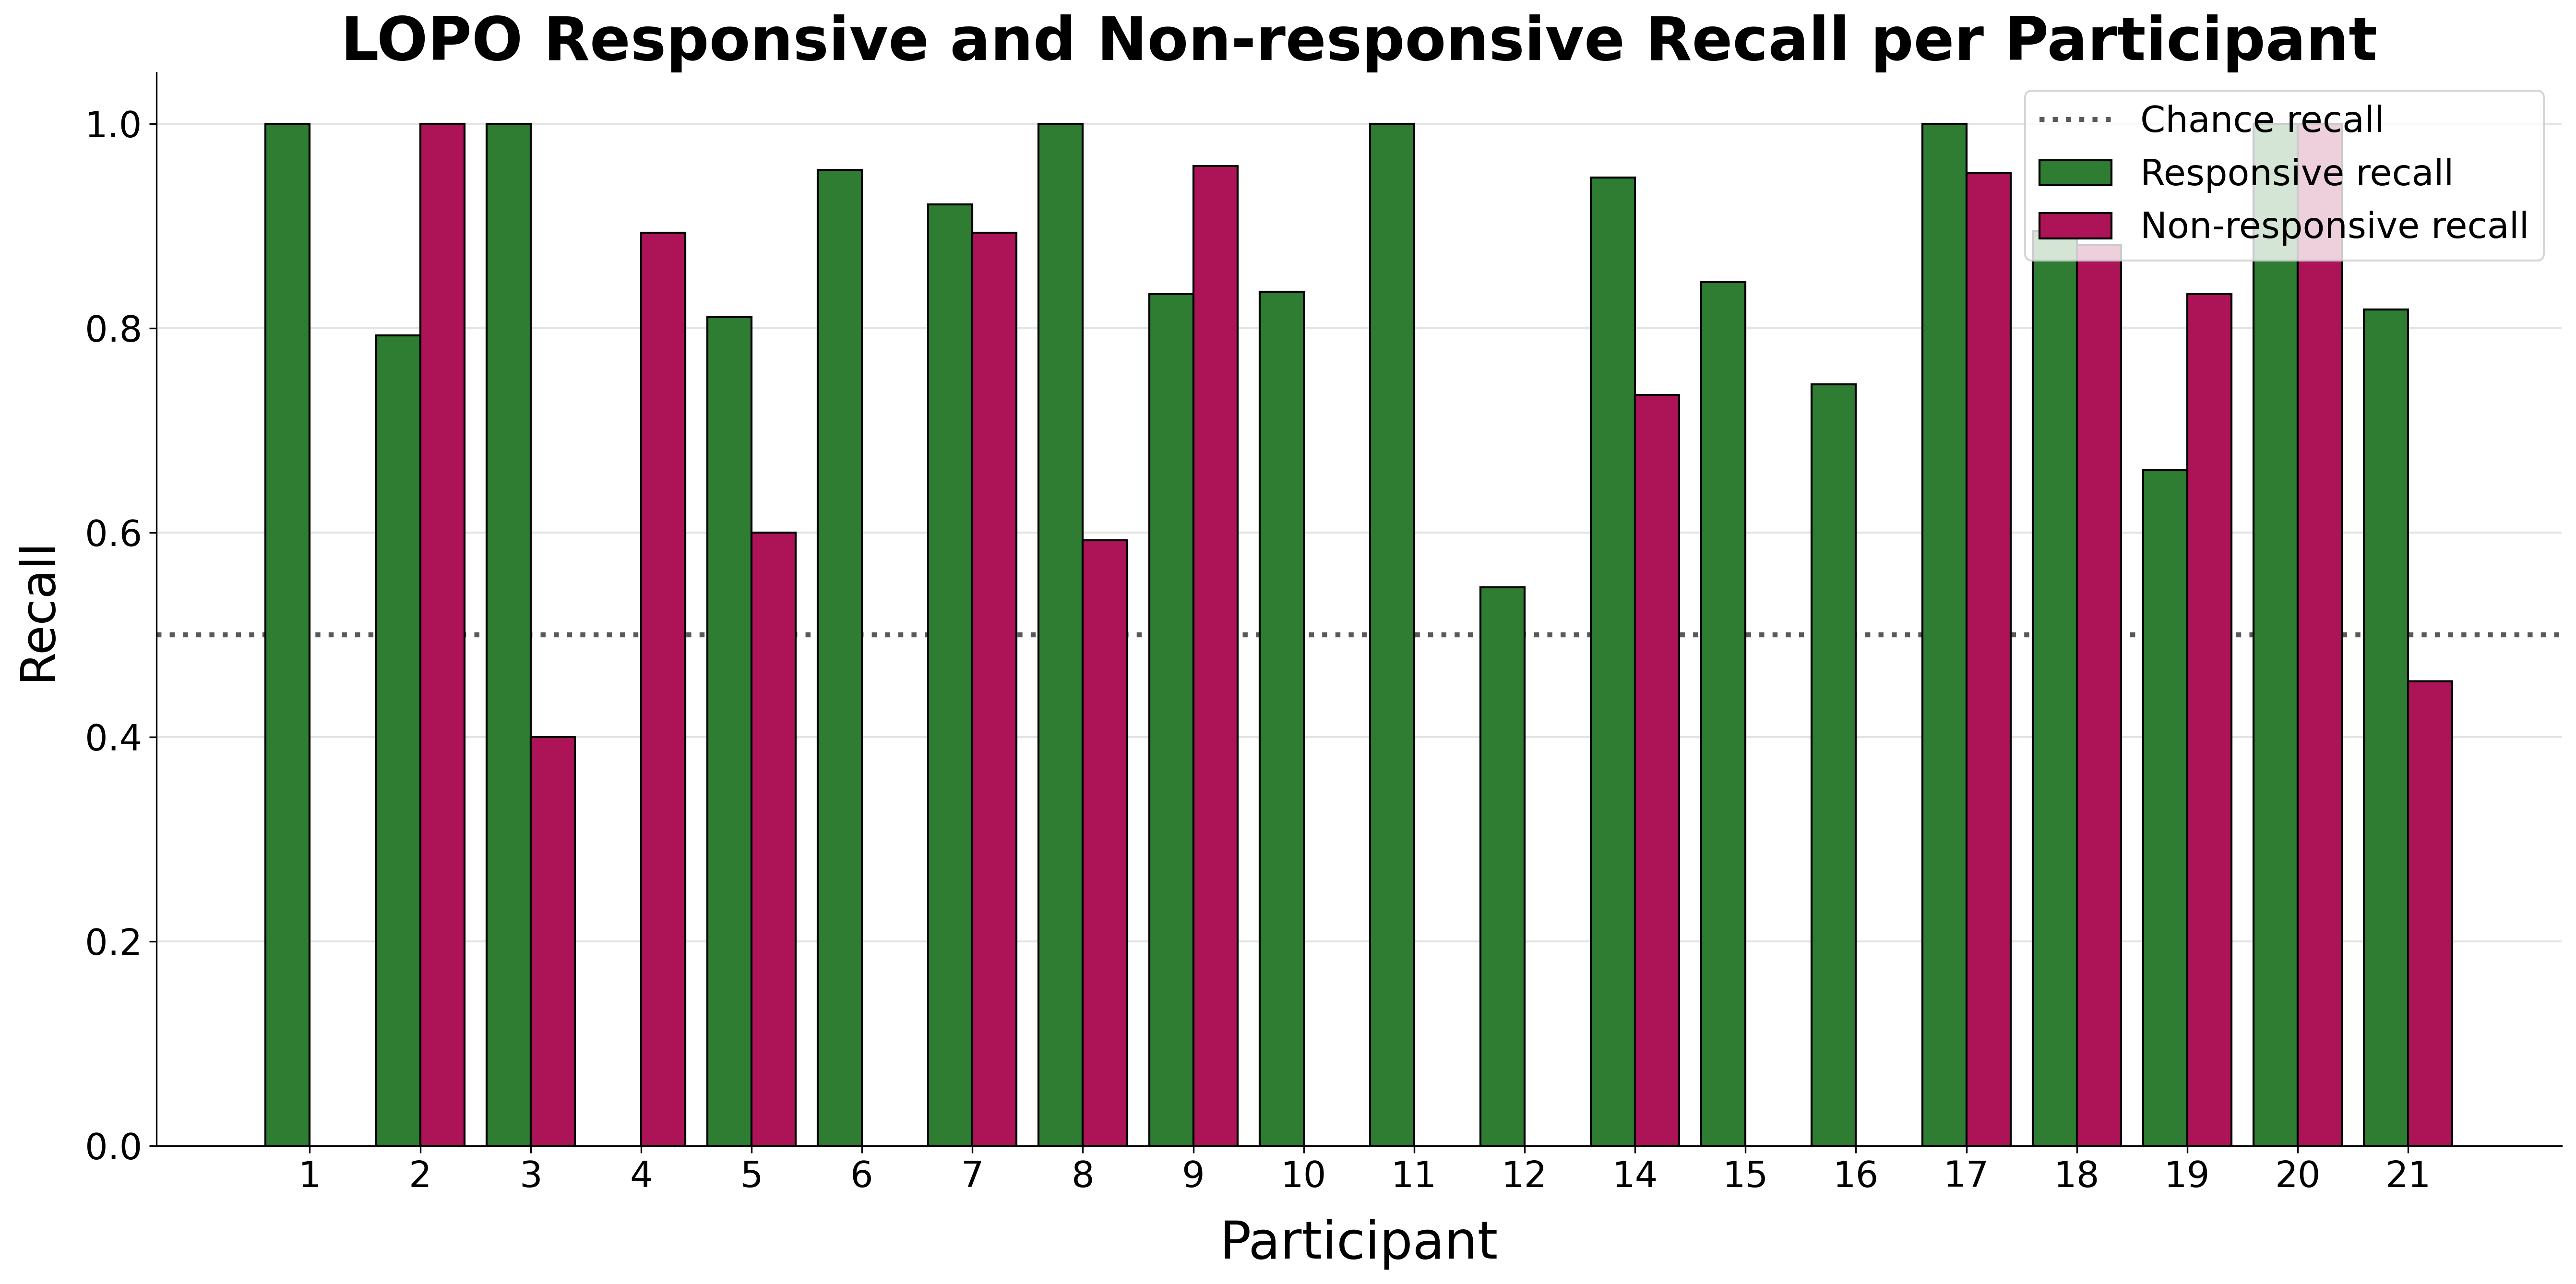 LOPO Responsive and Non-responsive Recall per Participant
Chance recall
Responsive recall
Non-responsive recall
Recall
1.0
0.8
0.6
0.4
0.2
0.0
1 2 3 4 5 6 7 8 9 10 11 12 14 15 16 17 18 19 20 21
Participant